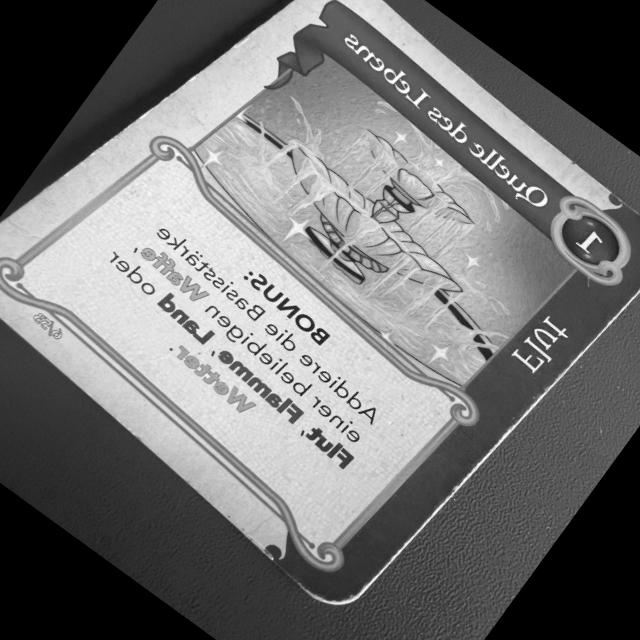 Quelle des Lebens
1
Flut
BONUS:
Addiere die Basisstärke
einer beliebigen Waffe,
Flut, Flamme, Land oder
Wetter.